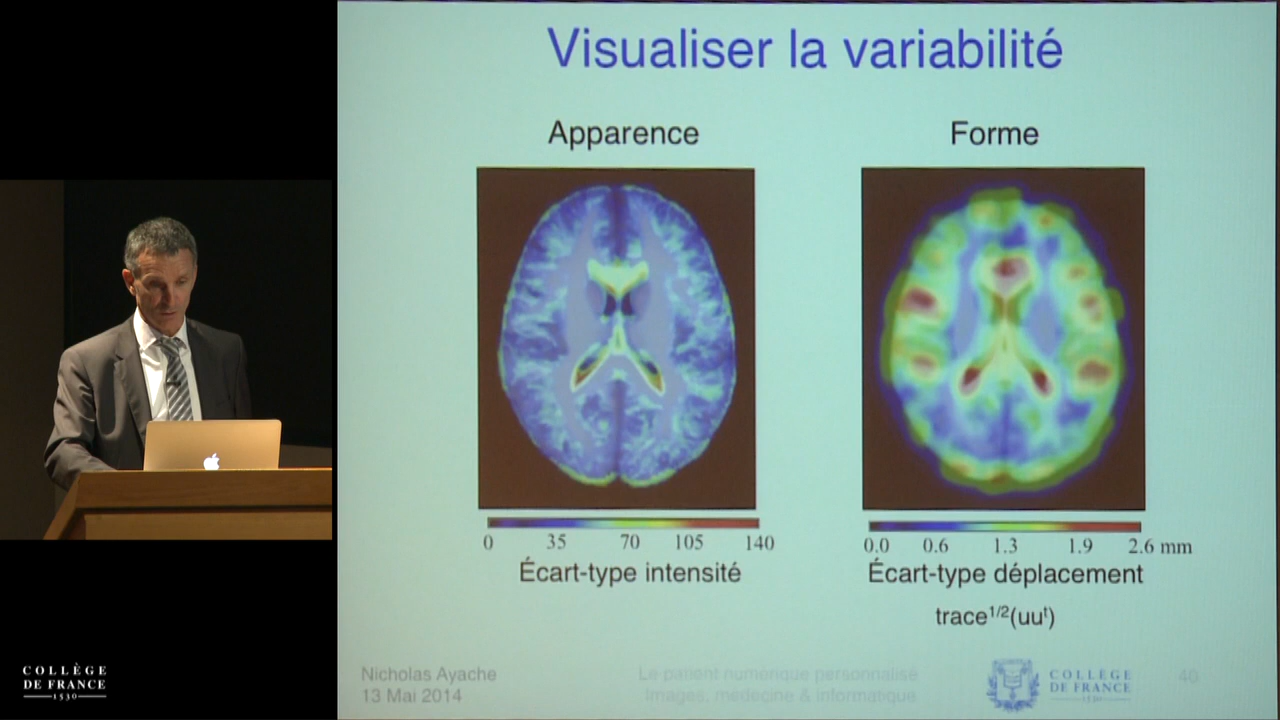 Visualiser la variabilité
Apparence
Forme
0 35 70 105 140
0.0 0.6 1.3 1.9 2.6 mm
Écart-type intensité
Écart-type déplacement
trace1/2(uut)
Nicholas Ayache
13 Mai 2014
Le patient numérique personnalisé
Images, médecine & informatique
COLLÈGE
DE FRANCE
1530
40
COLLÈGE
DE FRANCE
1530